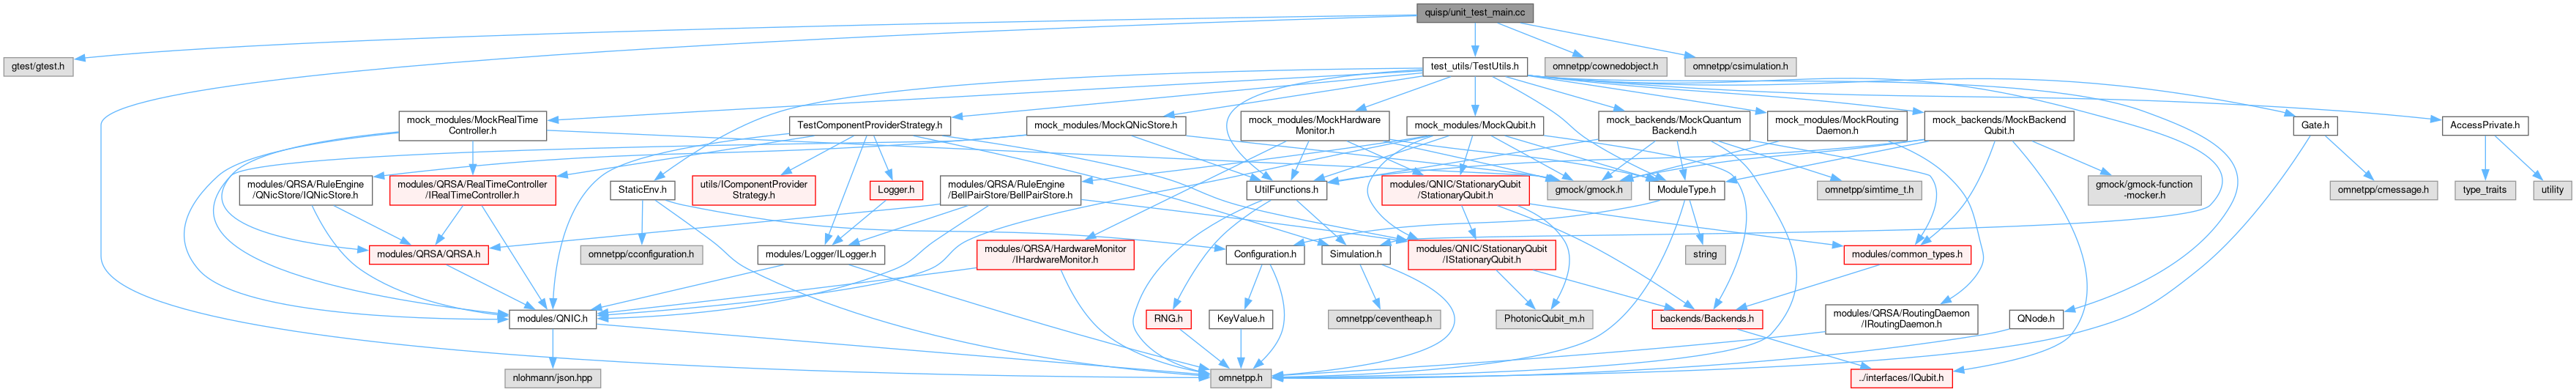 quisp/unit_test_main.cc
gtest/gtest.h
test_utils/TestUtils.h
omnetpp/cownedobject.h
omnetpp/csimulation.h
mock_modules/MockRealTime
Controller.h
TestComponentProviderStrategy.h
mock_modules/MockQNicStore.h
mock_modules/MockHardware
Monitor.h
mock_modules/MockQubit.h
mock_backends/MockQuantum
Backend.h
mock_modules/MockRouting
Daemon.h
mock_backends/MockBackend
Qubit.h
Gate.h
AccessPrivate.h
modules/QRSA/RuleEngine
/QNicStore/IQNicStore.h
modules/QRSA/RealTimeController
/IRealTimeController.h
StaticEnv.h
utils/IComponentProvider
Strategy.h
Logger.h
modules/QRSA/RuleEngine
/BellPairStore/BellPairStore.h
UtilFunctions.h
modules/QNIC/StationaryQubit
/StationaryQubit.h
gmock/gmock.h
ModuleType.h
omnetpp/simtime_t.h
gmock/gmock-function
-mocker.h
omnetpp/cmessage.h
type_traits
utility
modules/QRSA/QRSA.h
omnetpp/cconfiguration.h
modules/Logger/ILogger.h
modules/QRSA/HardwareMonitor
/IHardwareMonitor.h
Configuration.h
Simulation.h
modules/QNIC/StationaryQubit
/IStationaryQubit.h
string
modules/common_types.h
modules/QNIC.h
RNG.h
KeyValue.h
omnetpp/ceventheap.h
PhotonicQubit_m.h
backends/Backends.h
modules/QRSA/RoutingDaemon
/IRoutingDaemon.h
QNode.h
nlohmann/json.hpp
omnetpp.h
../interfaces/IQubit.h